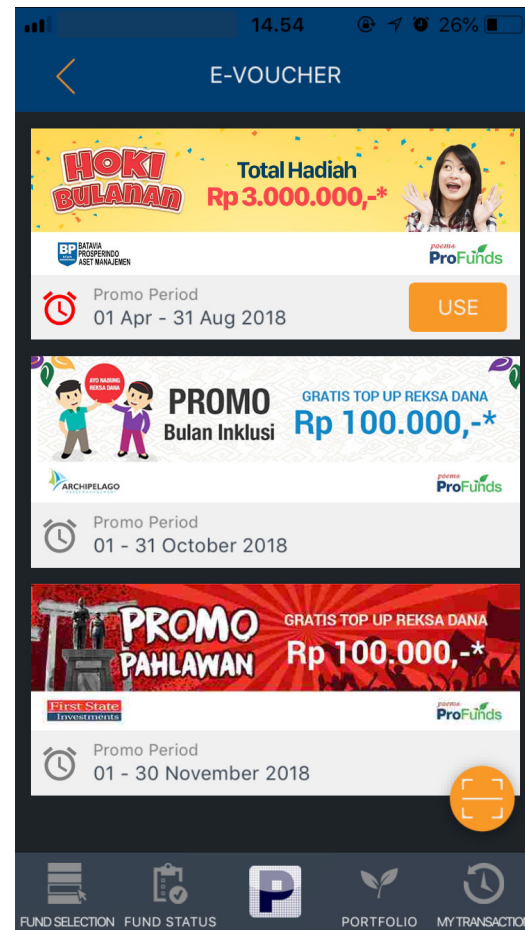 14.54
26%
E-VOUCHER
HOKI
BULANAN
Total Hadiah
Rp 3.000.000,-*
BP BATAVIA
PROSPERINDO
ASET MANAJEMEN
poems
ProFunds
Promo Period
01 Apr - 31 Aug 2018
USE
AYO NABUNG
REKSA DANA
PROMO
Bulan Inklusi
GRATIS TOP UP REKSA DANA
Rp 100.000,-*
ARCHIPELAGO
ASSET MANAGEMENT
poems
ProFunds
Promo Period
01 - 31 October 2018
PROMO
PAHLAWAN
GRATIS TOP UP REKSA DANA
Rp 100.000,-*
First State
Investments
poems
ProFunds
Promo Period
01 - 30 November 2018
P
FUND SELECTION
FUND STATUS
PORTFOLIO
MY TRANSACTION